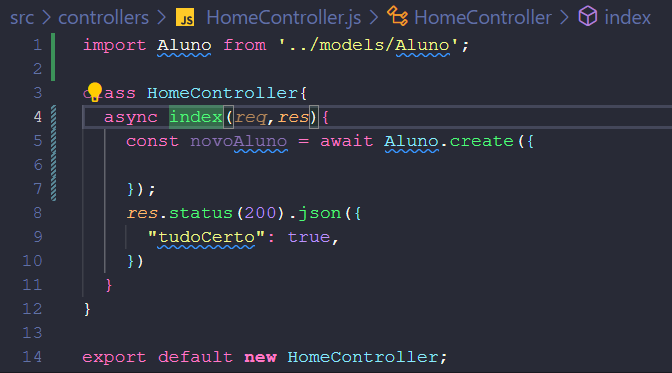 src > controllers > JS HomeController.js > HomeController > index
1 import Aluno from '../models/Aluno';
2
3 class HomeController{
4 async index(req,res){
5 const novoAluno = await Aluno.create({
6
7 });
8 res.status(200).json({
9 "tudoCerto": true,
10 })
11 }
12 }
13
14 export default new HomeController;